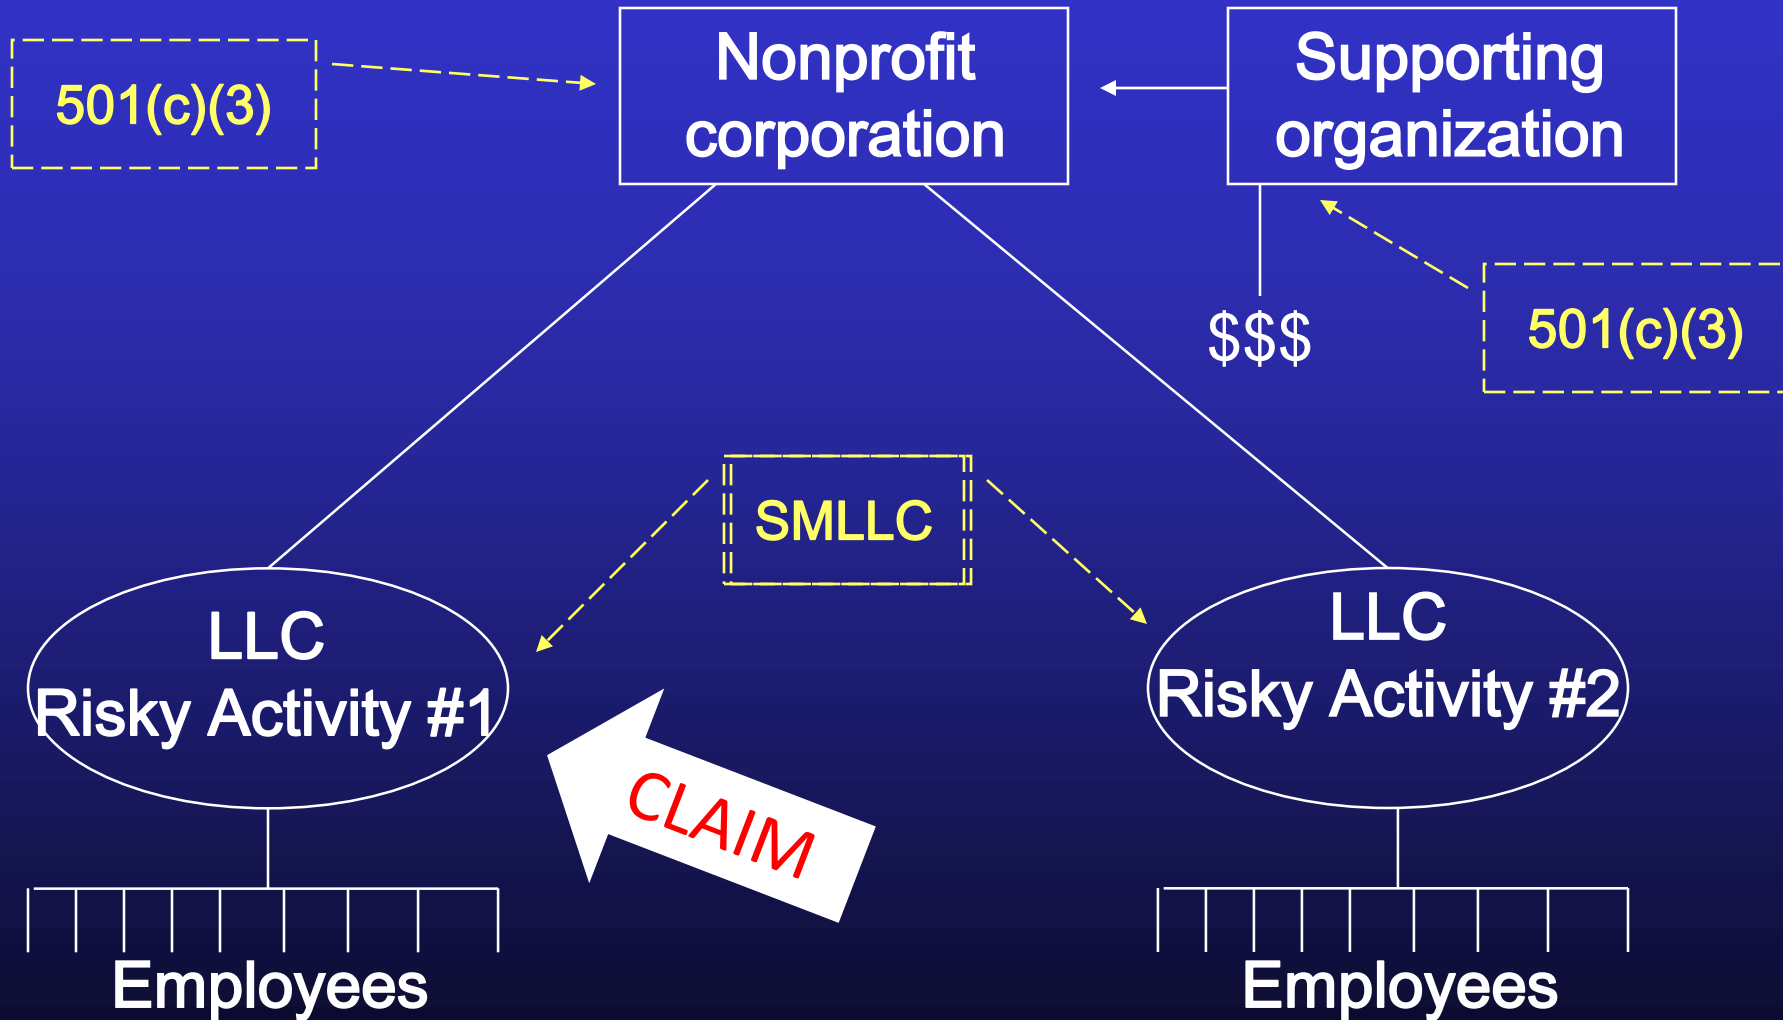 501(c)(3)
Nonprofit
corporation
Supporting
organization
$$$
501(c)(3)
SMLLC
LLC
Risky Activity #1
LLC
Risky Activity #2
CLAIM
Employees
Employees